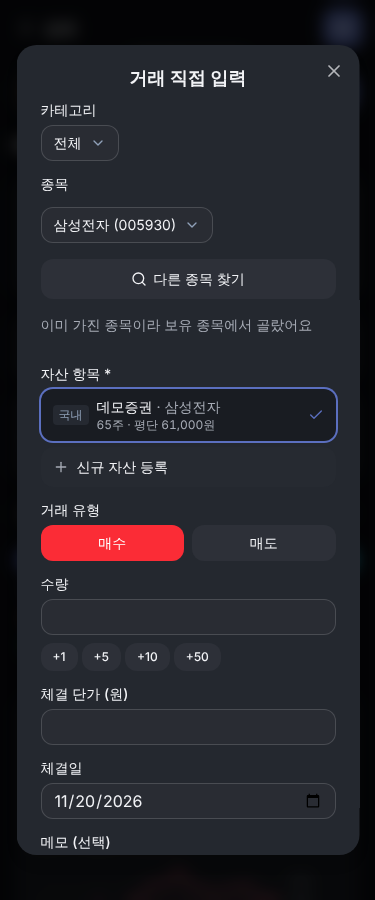 거래 직접 입력
카테고리
전체
종목
삼성전자 (005930)
다른 종목 찾기
이미 가진 종목이라 보유 종목에서 골랐어요
자산 항목 *
국내
데모증권 · 삼성전자
65주 · 평단 61,000원
신규 자산 등록
거래 유형
매수 매도
수량
+1 +5 +10 +50
체결 단가 (원)
체결일
11/20/2026
메모 (선택)